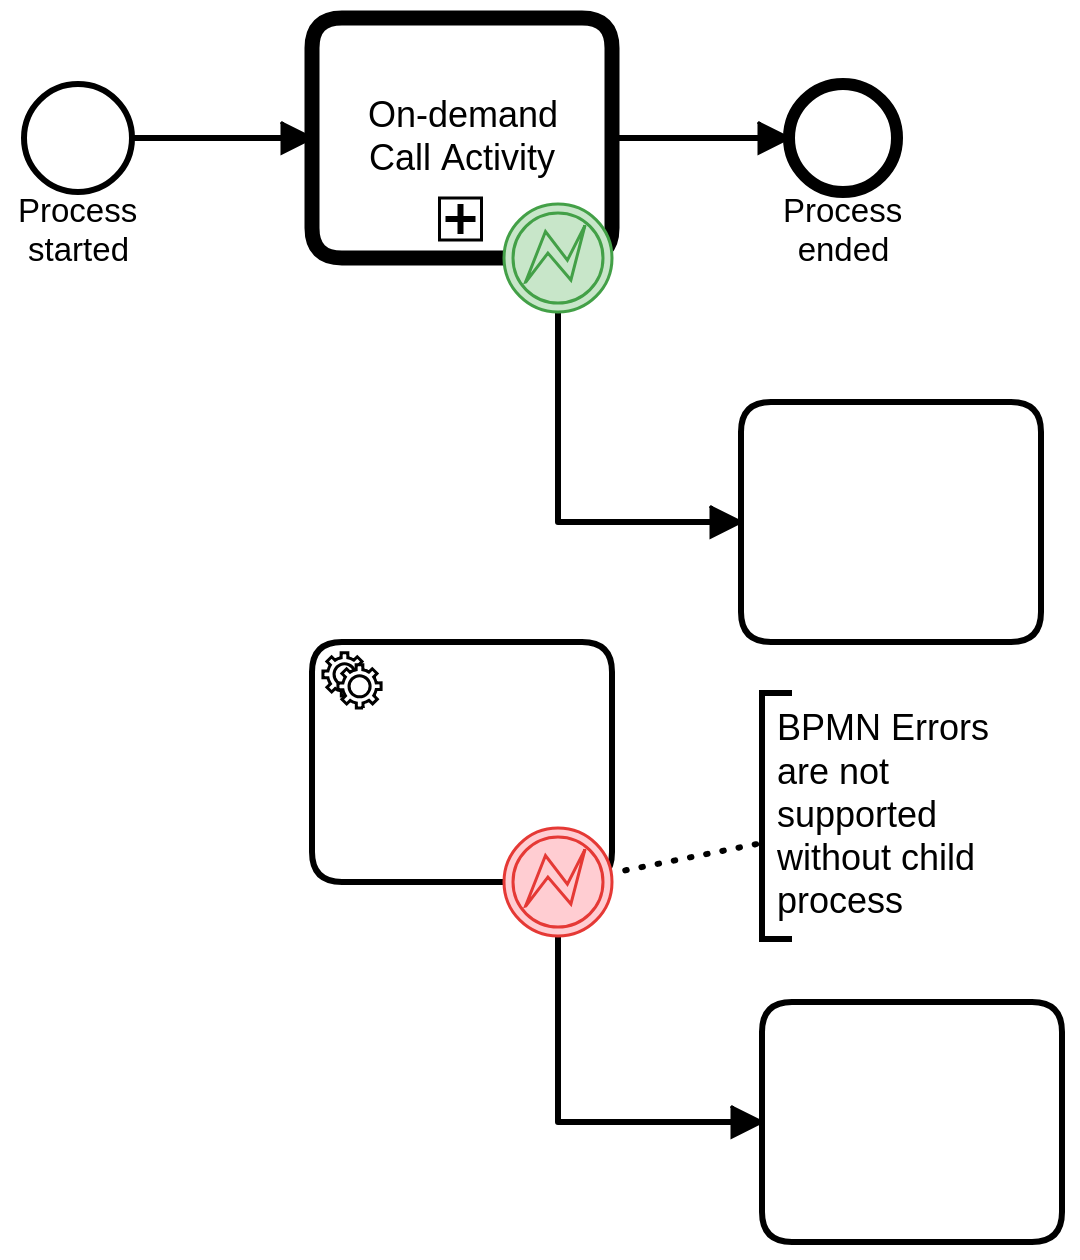 On-demand
Call Activity
Process
started
Process
ended
BPMN Errors
are not
supported
without child
process